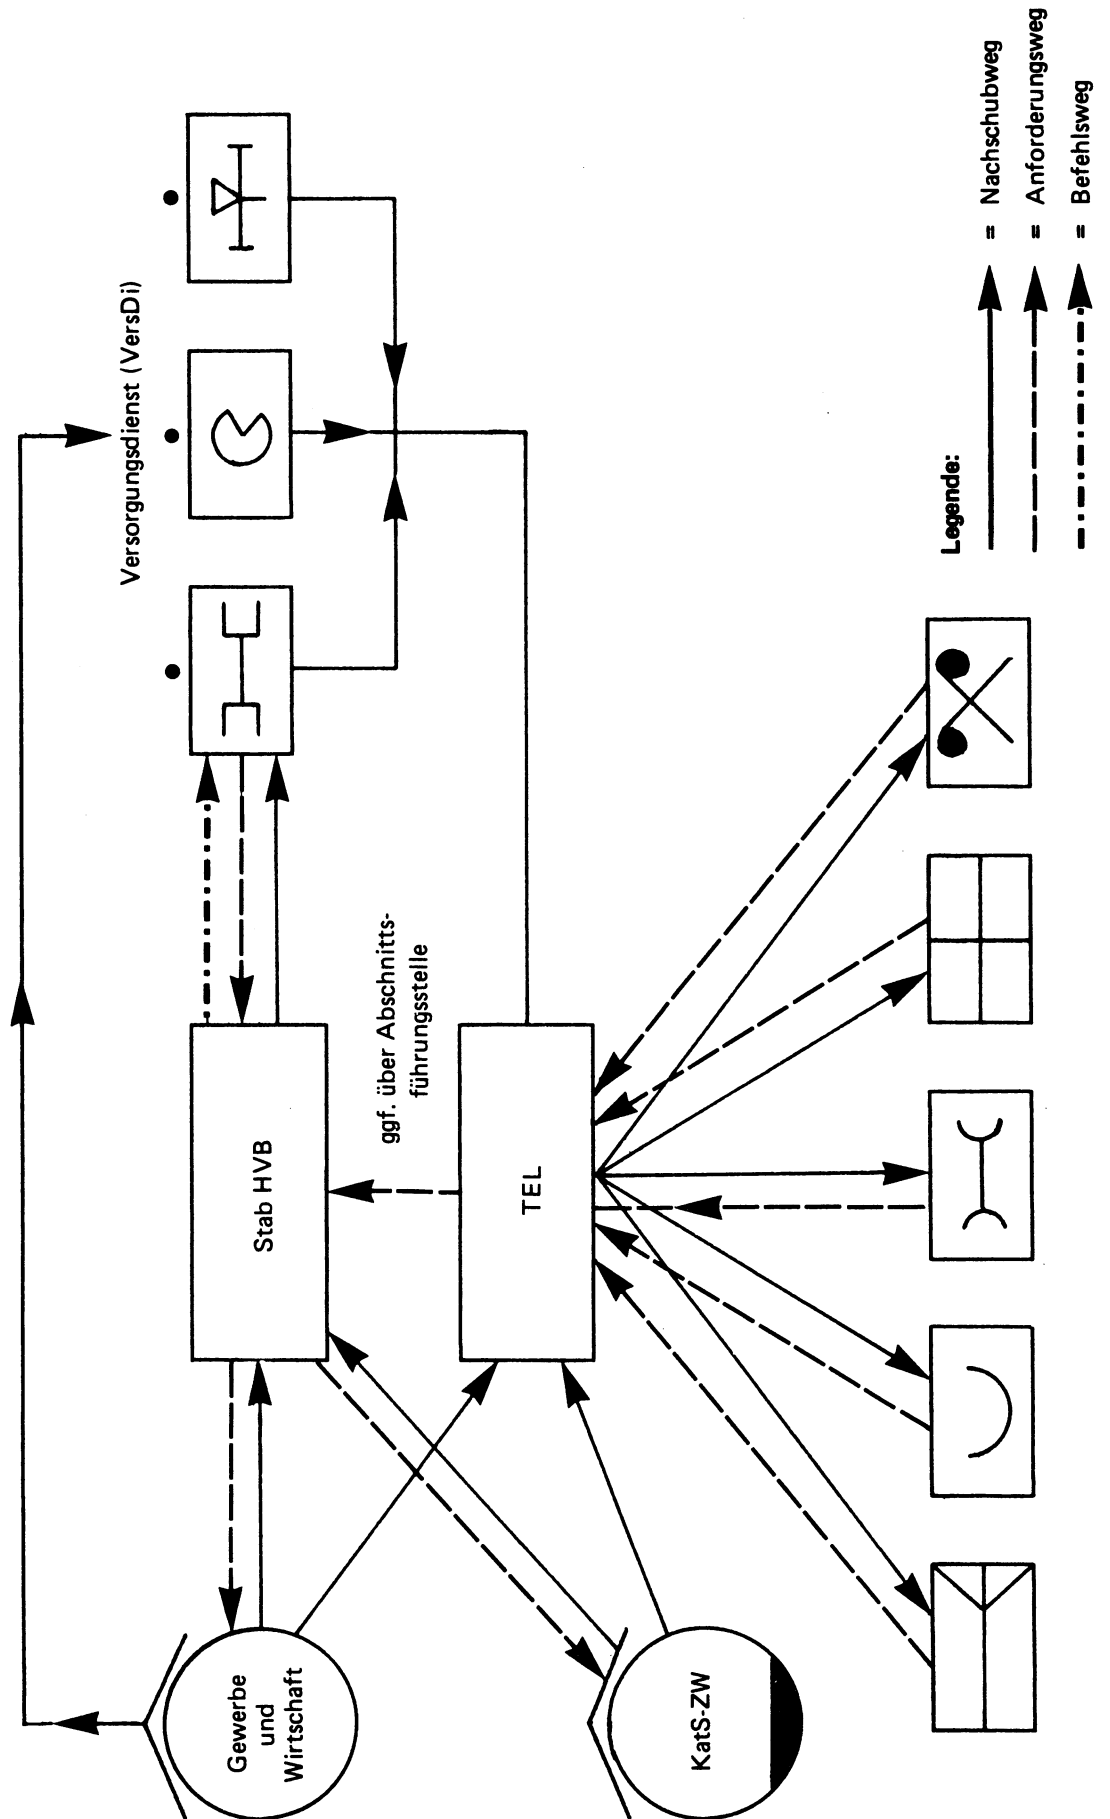 Versorgungsdienst (VersDi)
Gewerbe
und
Wirtschaft
Stab HVB
ggf. über Abschnitts-
führungsstelle
KatS-ZW
TEL
Legende:
= Nachschubweg
= Anforderungsweg
= Befehlsweg